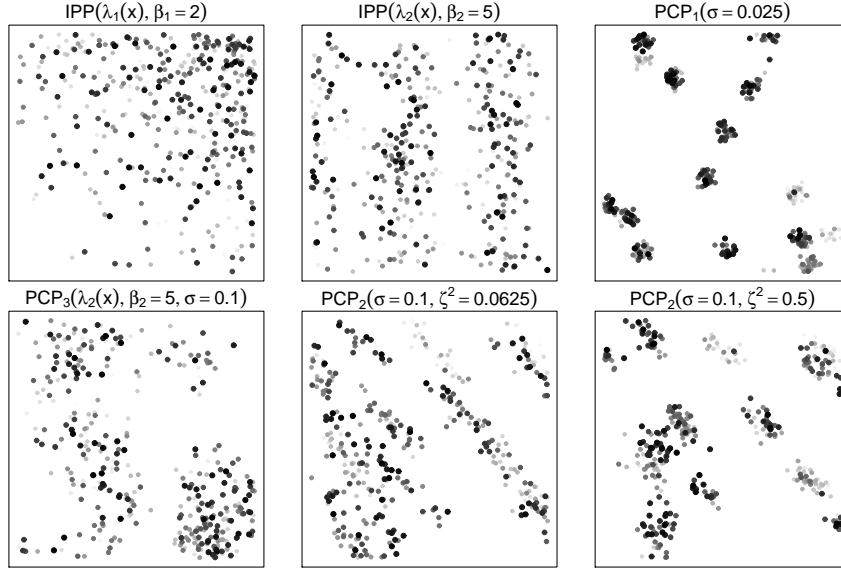 IPP(λ₁(x), β₁ = 2)
IPP(λ₂(x), β₂ = 5)
PCP₁(σ = 0.025)
PCP₃(λ₂(x), β₂ = 5, σ = 0.1)
PCP₂(σ = 0.1, ζ² = 0.0625)
PCP₂(σ = 0.1, ζ² = 0.5)